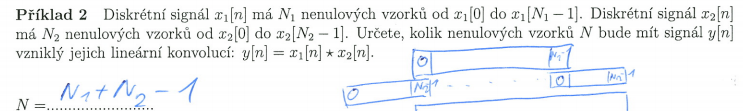 Příklad 2 Diskrétní signál x₁[n] má N₁ nenulových vzorků od x₁[0] do x₁[N₁ − 1]. Diskrétní signál x₂[n]
má N₂ nenulových vzorků od x₂[0] do x₂[N₂ − 1]. Určete, kolik nenulových vzorků N bude mít signál y[n]
vzniklý jejich lineární konvolucí: y[n] = x₁[n] ⋆ x₂[n].
0 N₁-1
0 N₂-1 . . . . 0 N₂-1
N =.......................... N₁+N₂−1